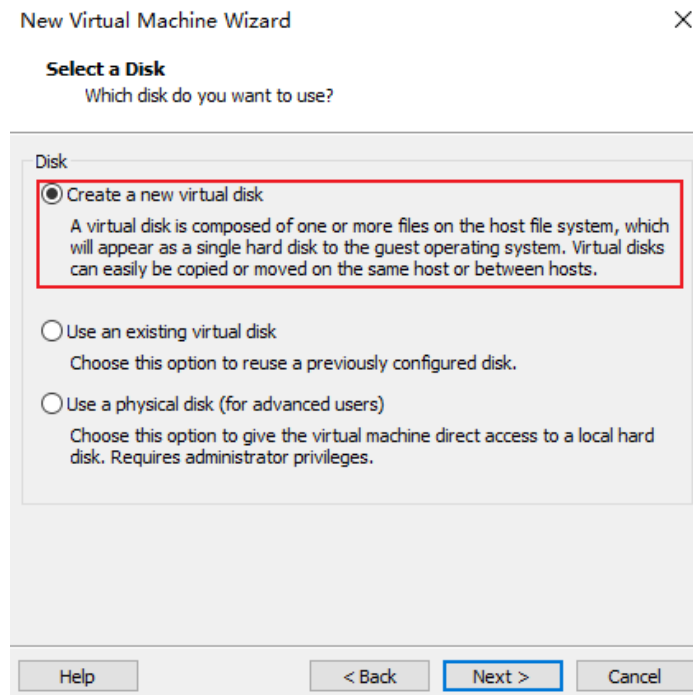 New Virtual Machine Wizard
Select a Disk
Which disk do you want to use?
Disk
Create a new virtual disk
A virtual disk is composed of one or more files on the host file system, which
will appear as a single hard disk to the guest operating system. Virtual disks
can easily be copied or moved on the same host or between hosts.
Use an existing virtual disk
Choose this option to reuse a previously configured disk.
Use a physical disk (for advanced users)
Choose this option to give the virtual machine direct access to a local hard
disk. Requires administrator privileges.
Help
< Back
Next >
Cancel